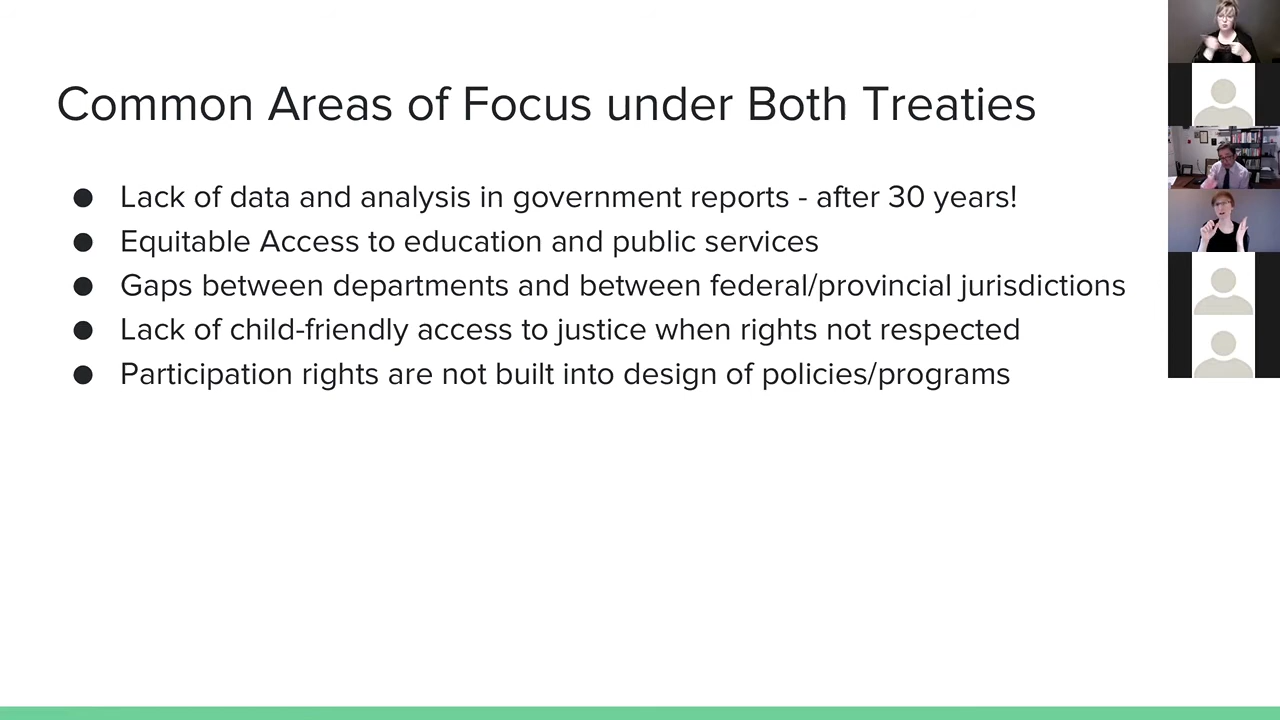 Common Areas of Focus under Both Treaties
● Lack of data and analysis in government reports - after 30 years!
● Equitable Access to education and public services
● Gaps between departments and between federal/provincial jurisdictions
● Lack of child-friendly access to justice when rights not respected
● Participation rights are not built into design of policies/programs